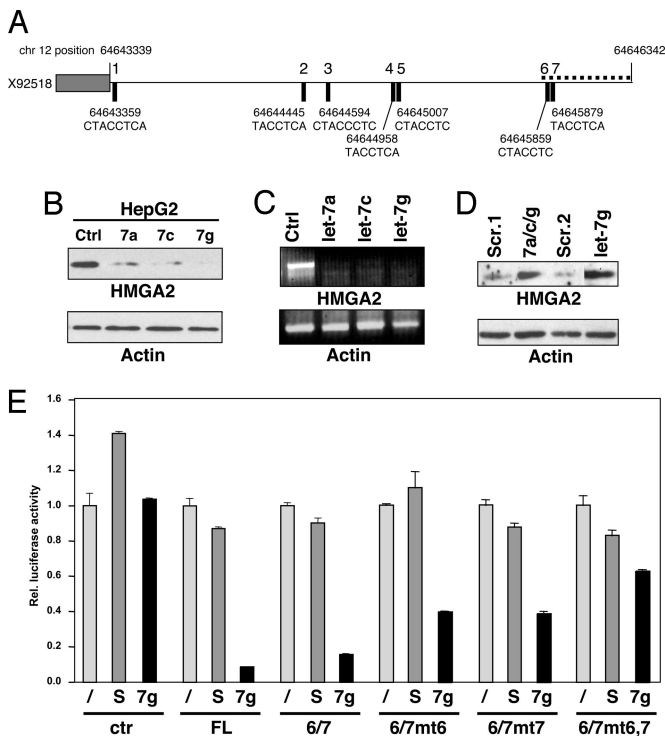 A
chr 12 position 64643339 64646342
X92518
1 2 3 4 5 6 7
64643359
CTACCTCA
64644445
TACCTCA
64644594
CTACCCTC
64644958
TACCTCA
64645007
CTACCTC
64645859
CTACCTC
64645879
TACCTCA
B
HepG2
Ctrl 7a 7c 7g
HMGA2
Actin
C
Ctrl let-7a let-7c let-7g
HMGA2
Actin
D
Scr.1 7a/c/g Scr.2 let-7g
HMGA2
Actin
E
Rel. luciferase activity
1.6
1.4
1.2
1.0
0.8
0.6
0.4
0.2
0.0
/ S 7g / S 7g / S 7g / S 7g / S 7g / S 7g
ctr FL 6/7 6/7mt6 6/7mt7 6/7mt6,7